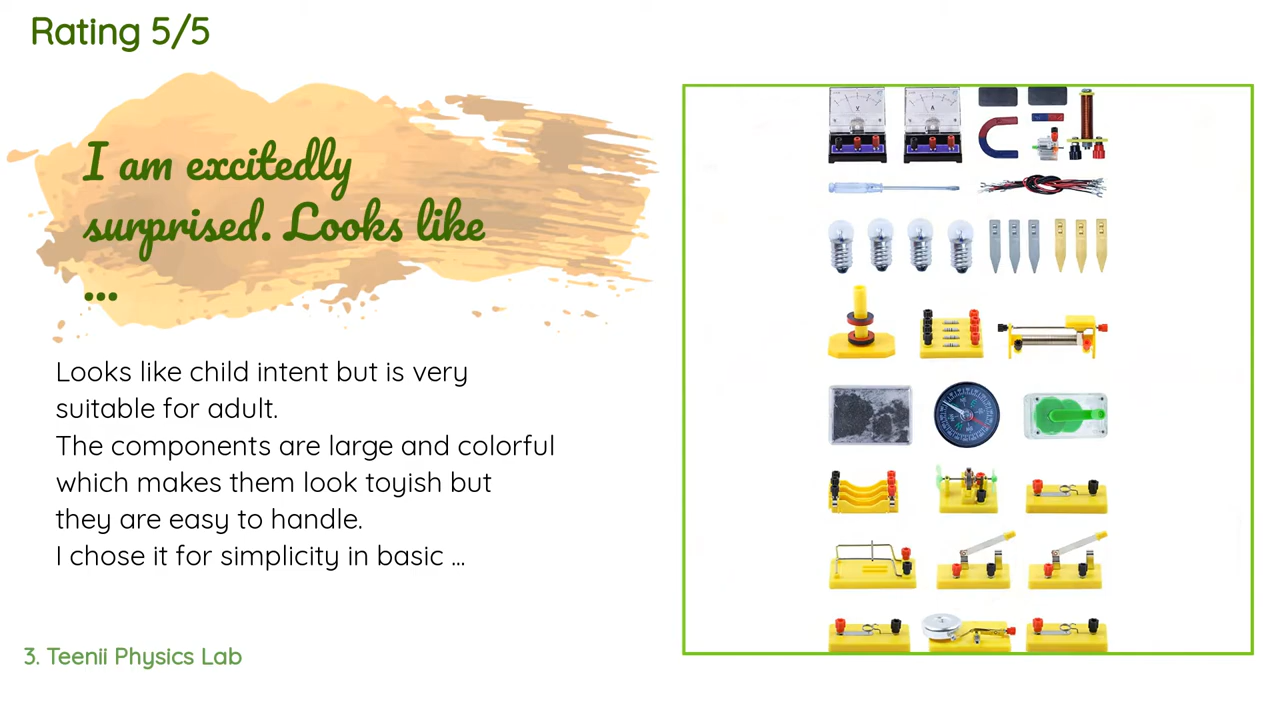 Rating 5/5
I am excitedly
surprised. Looks like
...
Looks like child intent but is very
suitable for adult.
The components are large and colorful
which makes them look toyish but
they are easy to handle.
I chose it for simplicity in basic ...
3. Teenii Physics Lab
V
A